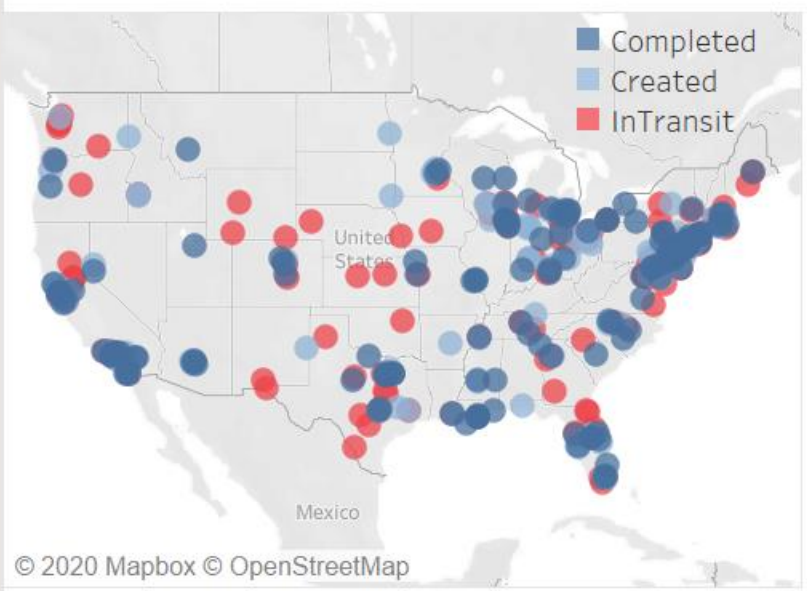 Completed
Created
InTransit
United
States
Mexico
© 2020 Mapbox © OpenStreetMap